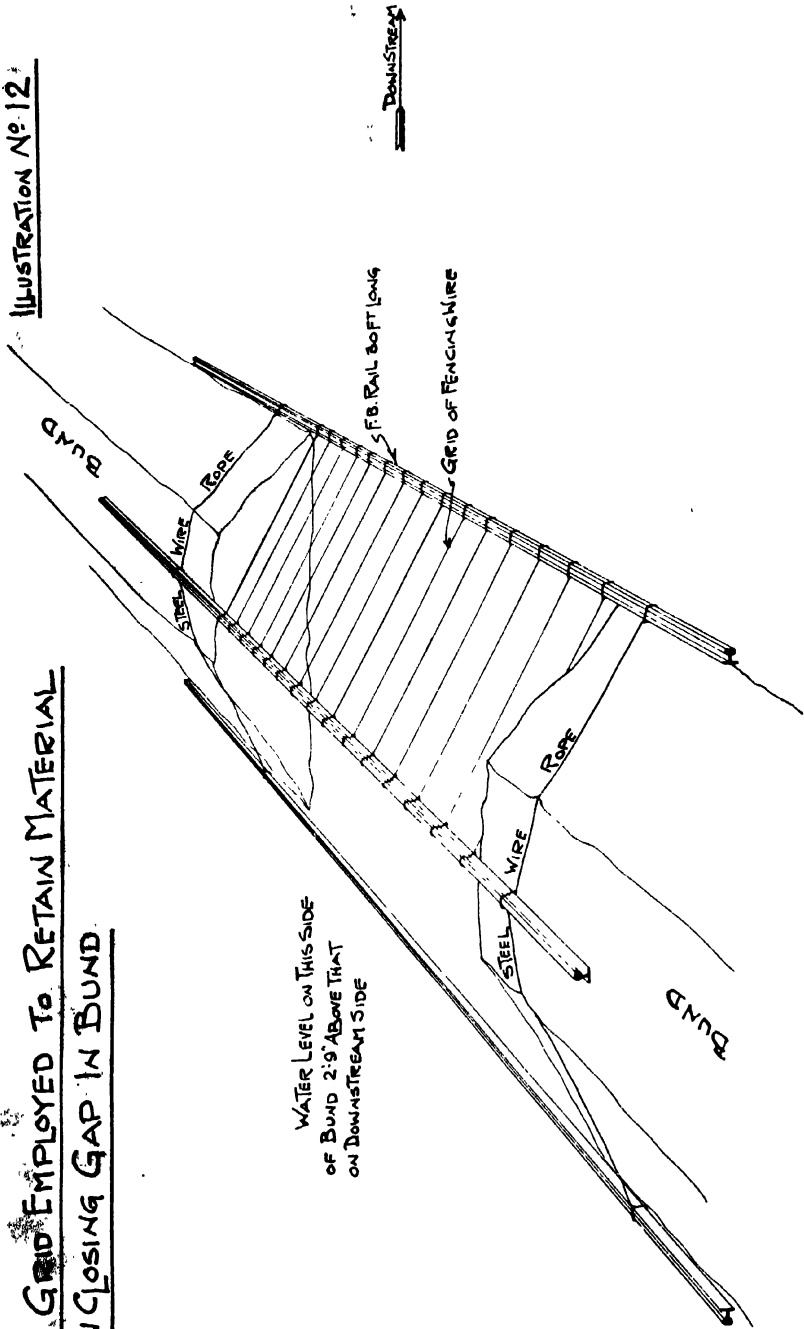 ILLUSTRATION Nº 12
GRID EMPLOYED TO RETAIN MATERIAL
CLOSING GAP IN BUND
DOWNSTREAM
BUND
STEEL WIRE ROPE
F.B. RAIL 30FT LONG
GRID OF FENCING WIRE
WATER LEVEL ON THIS SIDE
OF BUND 2'9" ABOVE THAT
ON DOWNSTREAM SIDE
STEEL WIRE ROPE
BUND